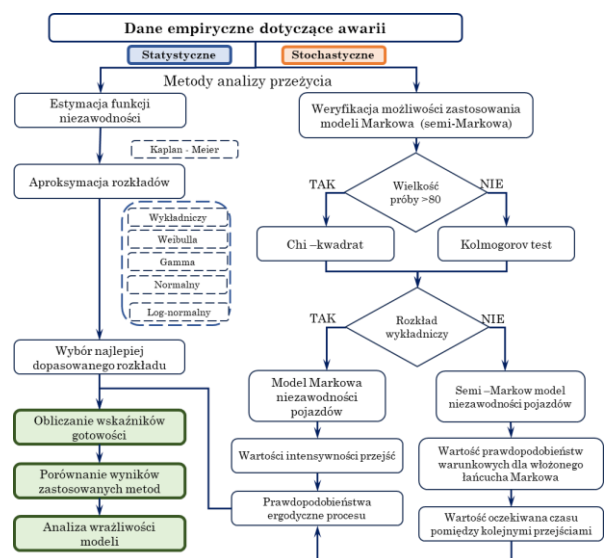 Dane empiryczne dotyczące awarii
Statystyczne
Stochastyczne
Metody analizy przeżycia
Estymacja funkcji
niezawodności
Kaplan - Meier
Aproksymacja rozkładów
Wykładniczy
Weibulla
Gamma
Normalny
Log-normalny
Wybór najlepiej
dopasowanego rozkładu
Obliczanie wskaźników
gotowości
Porównanie wyników
zastosowanych metod
Analiza wrażliwości
modeli
Weryfikacja możliwości zastosowania
modeli Markowa (semi-Markowa)
TAK
Wielkość
próby >80
NIE
Chi –kwadrat
Kolmogorov test
TAK
Rozkład
wykładniczy
NIE
Model Markowa
niezawodności
pojazdów
Semi –Markow model
niezawodności pojazdów
Wartości intensywności przejść
Wartość prawdopodobieństw
warunkowych dla włożonego
łańcucha Markowa
Prawdopodobieństwa
ergodyczne procesu
Wartość oczekiwana czasu
pomiędzy kolejnymi przejściami